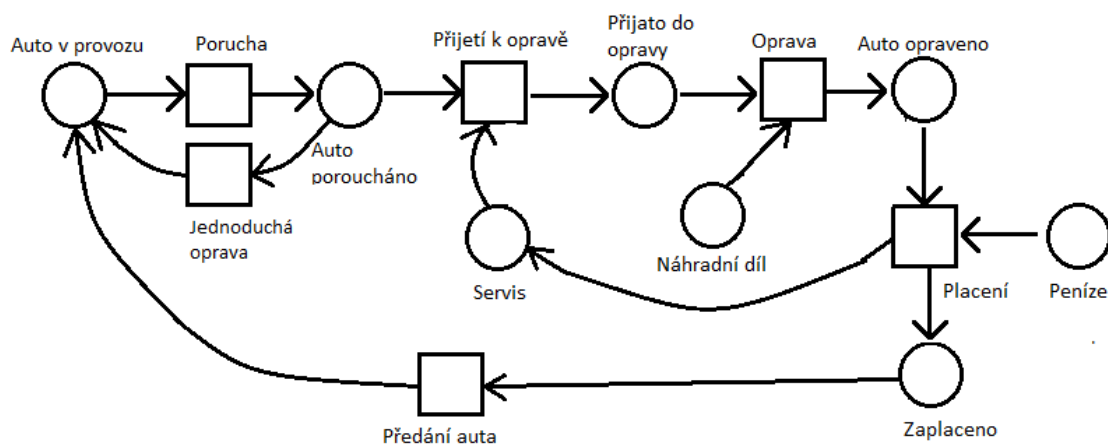 Auto v provozu
Porucha
Přijetí k opravě
Přijato do
opravy
Oprava
Auto opraveno
Auto
poroucháno
Jednoduchá
oprava
Servis
Náhradní díl
Placení
Peníze
Předání auta
Zaplaceno